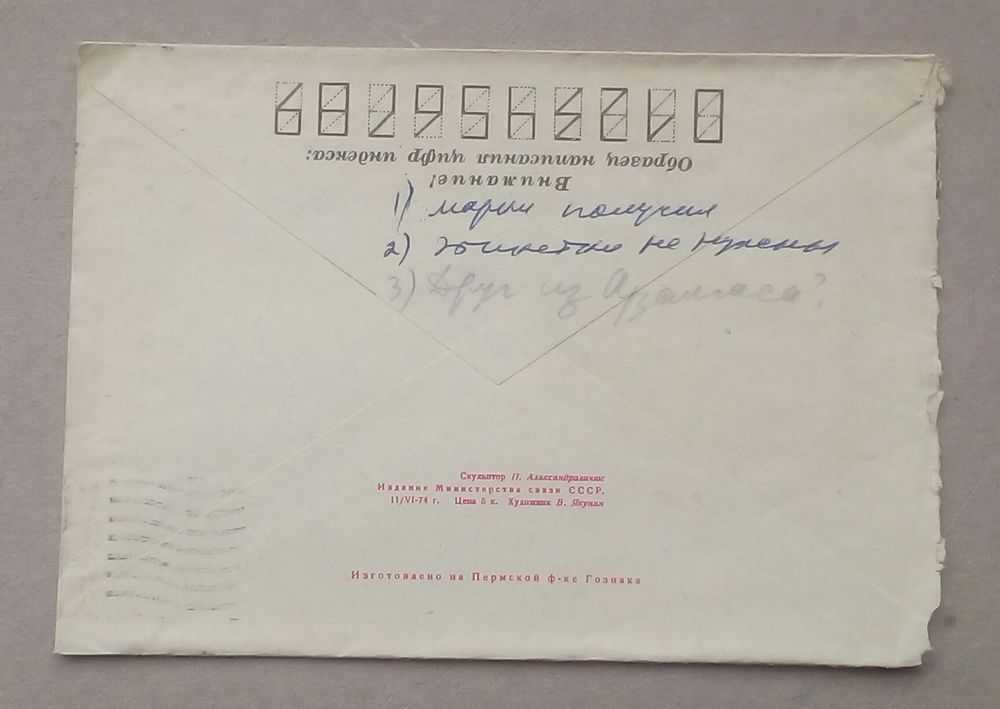 0123456789
Образец написания цифр индекса:
Внимание!
1) марки получил
2) этикетки не нужны
3) Друг из Арзамаса?
Скульптор П. Александравичюс
Издание Министерства связи СССР.
11/VI-74 г. Цена 6 к. Художник В. Якунин
Изготовлено на Пермской ф-ке Гознака